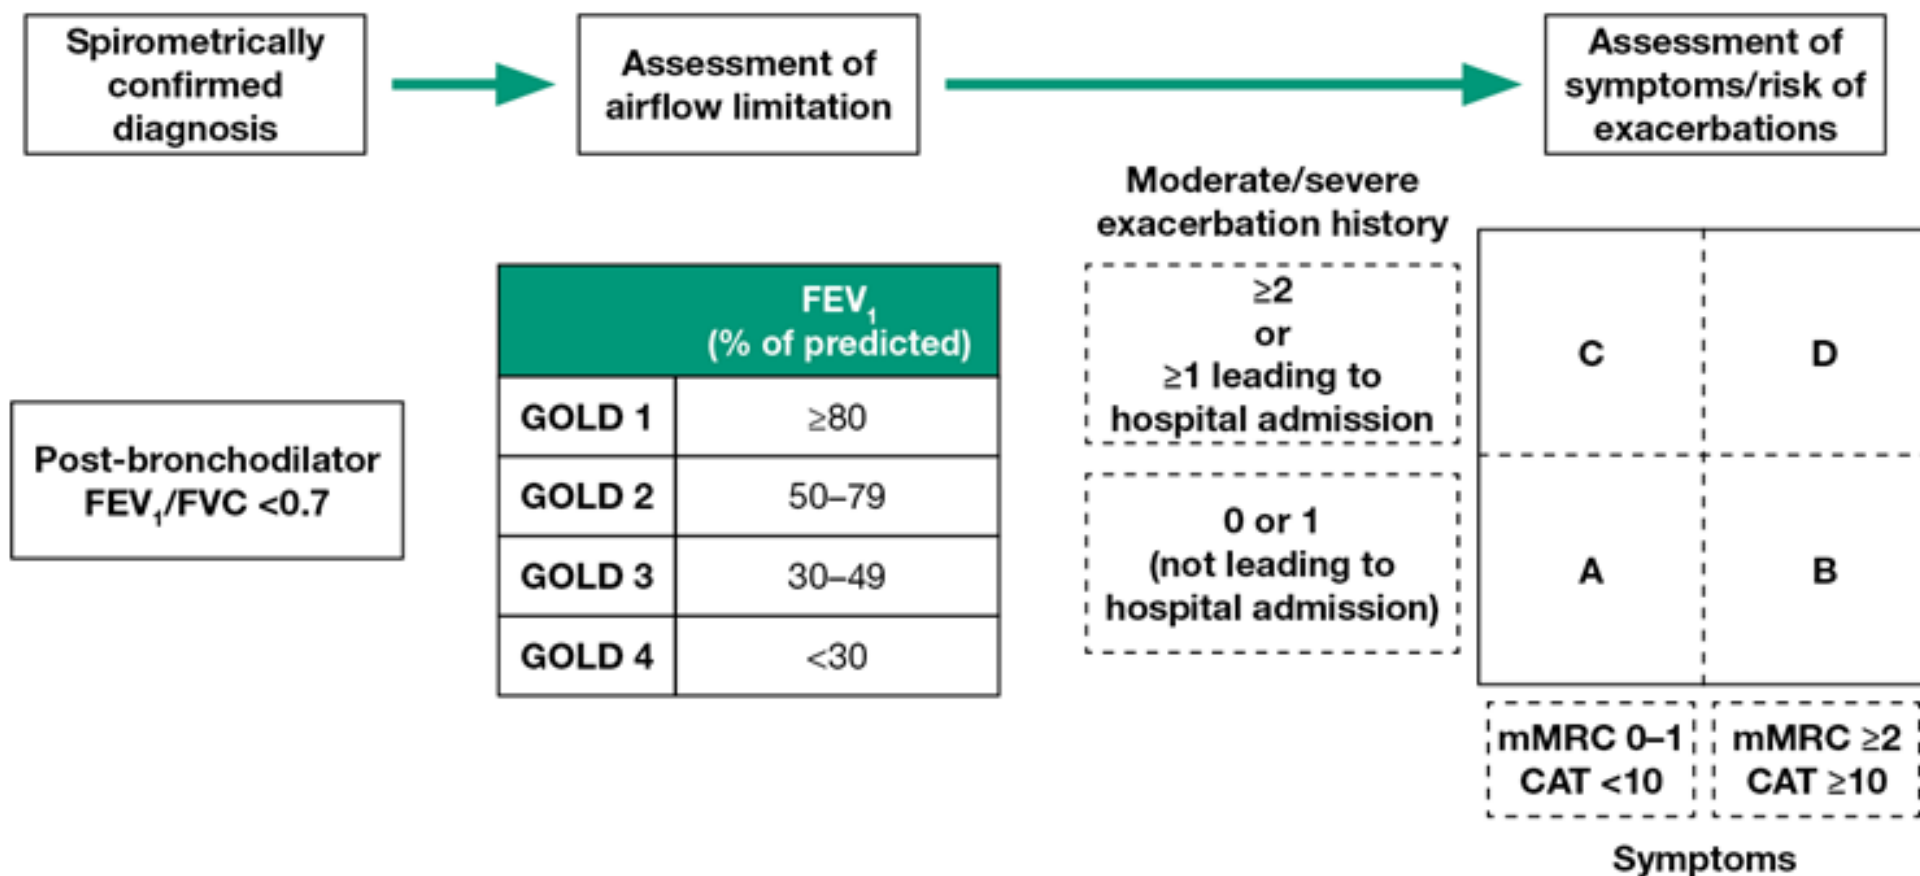 Spirometrically
confirmed
diagnosis
Assessment of
airflow limitation
Assessment of
symptoms/risk of
exacerbations
Post-bronchodilator
FEV₁/FVC <0.7
FEV₁
(% of predicted)
GOLD 1 ≥80
GOLD 2 50–79
GOLD 3 30–49
GOLD 4 <30
Moderate/severe
exacerbation history
≥2
or
≥1 leading to
hospital admission
0 or 1
(not leading to
hospital admission)
C D
A B
mMRC 0–1
CAT <10
mMRC ≥2
CAT ≥10
Symptoms